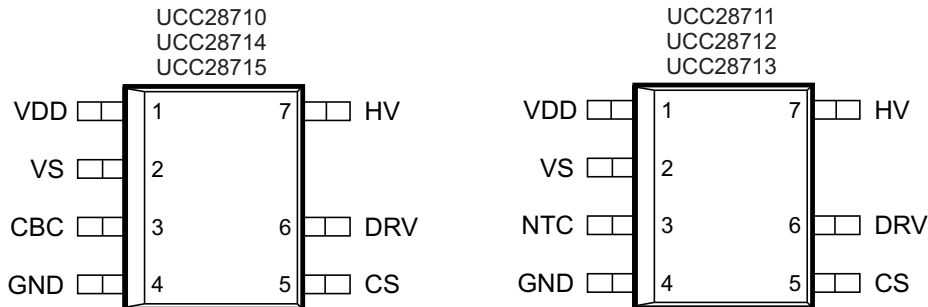 UCC28710
UCC28714
UCC28715
VDD 1 7 HV
VS 2
CBC 3 6 DRV
GND 4 5 CS
UCC28711
UCC28712
UCC28713
VDD 1 7 HV
VS 2
NTC 3 6 DRV
GND 4 5 CS